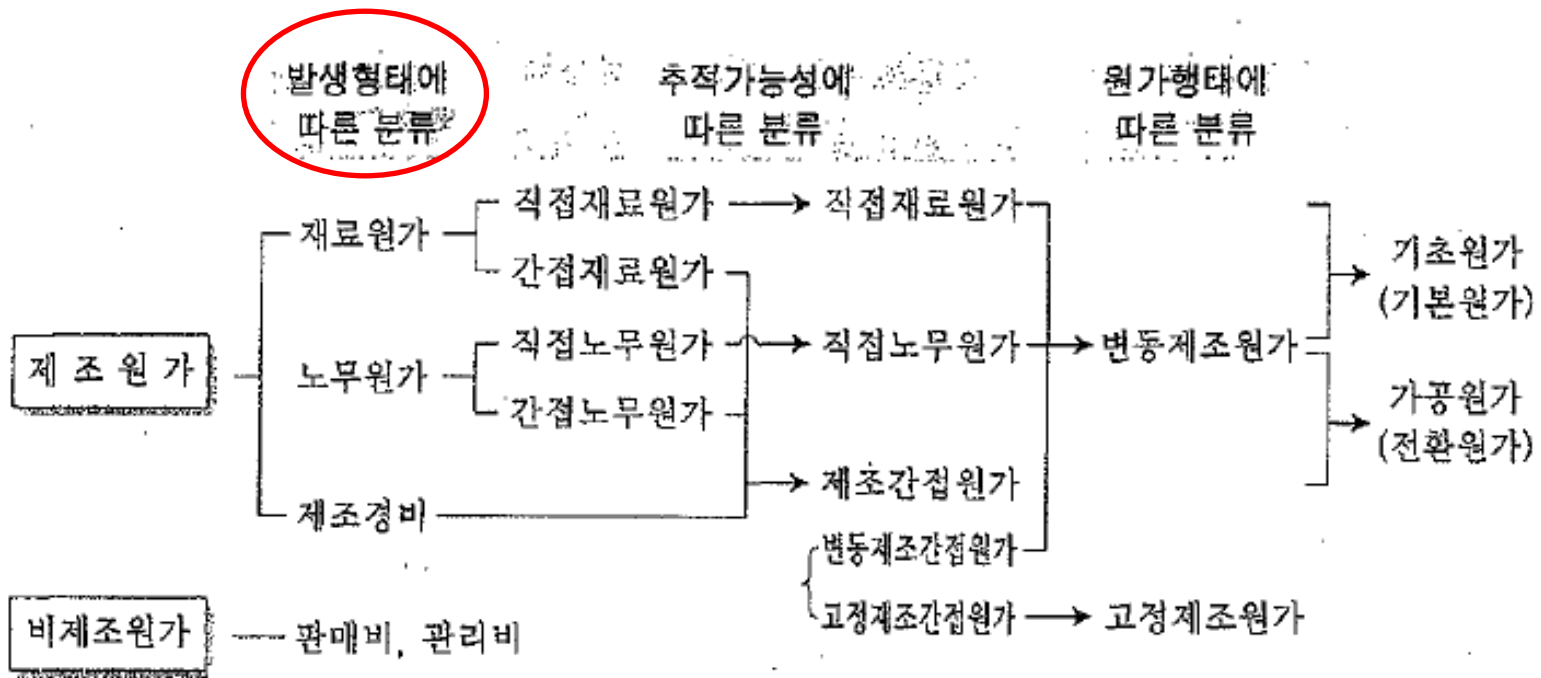 발생형태에
따른 분류
추적가능성에
따른 분류
원가행태에
따른 분류
제조원가
재료원가
직접재료원가
직접재료원가
간접재료원가
기초원가
(기본원가)
노무원가
직접노무원가
직접노무원가
변동제조원가
간접노무원가
가공원가
(전환원가)
제조경비
제조간접원가
변동제조간접원가
고정제조간접원가
고정제조원가
비제조원가
판매비, 관리비